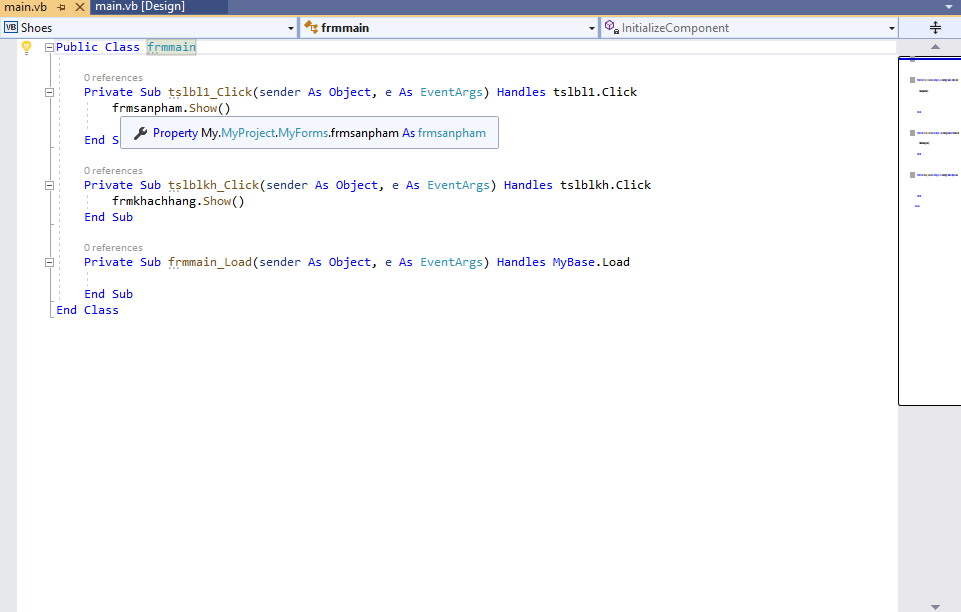 main.vb
main.vb [Design]
VB Shoes
frmmain
InitializeComponent
Public Class frmmain
0 references
Private Sub tslbl1_Click(sender As Object, e As EventArgs) Handles tslbl1.Click
frmsanpham.Show()
Property My.MyProject.MyForms.frmsanpham As frmsanpham
End S
0 references
Private Sub tslblkh_Click(sender As Object, e As EventArgs) Handles tslblkh.Click
frmkhachhang.Show()
End Sub
0 references
Private Sub frmmain_Load(sender As Object, e As EventArgs) Handles MyBase.Load
End Sub
End Class